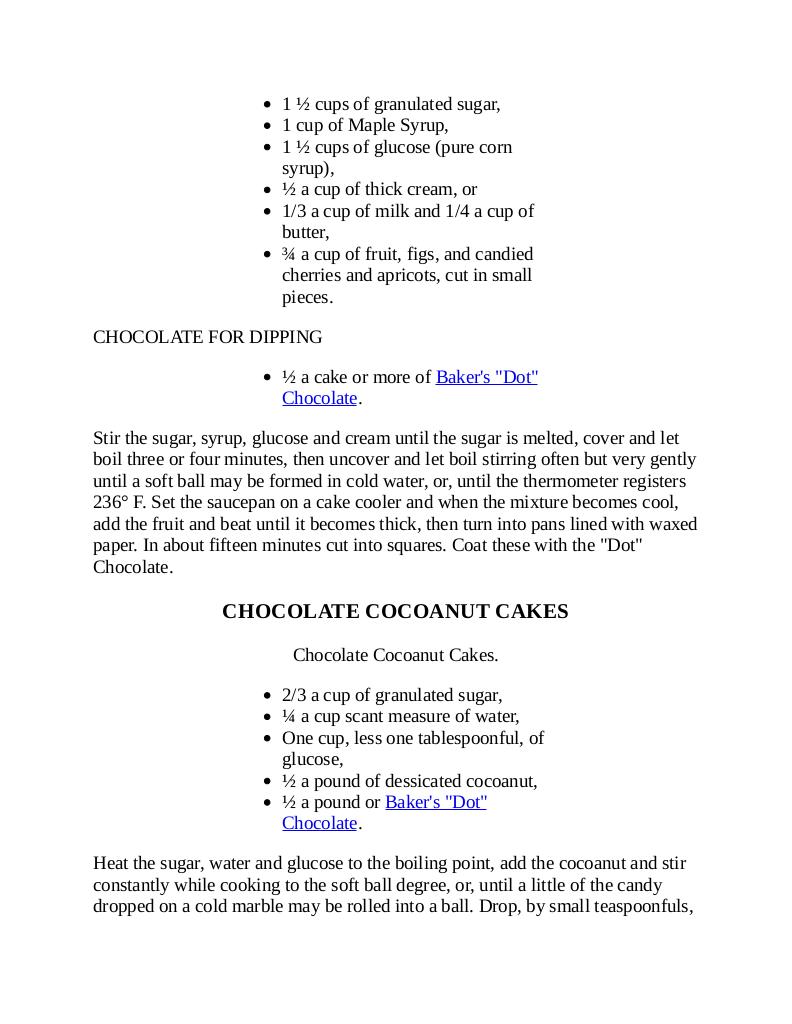 • 1 ½ cups of granulated sugar,
• 1 cup of Maple Syrup,
• 1 ½ cups of glucose (pure corn
syrup),
• ½ a cup of thick cream, or
• 1/3 a cup of milk and 1/4 a cup of
butter,
• ¾ a cup of fruit, figs, and candied
cherries and apricots, cut in small
pieces.
CHOCOLATE FOR DIPPING
• ½ a cake or more of Baker's "Dot"
Chocolate.
Stir the sugar, syrup, glucose and cream until the sugar is melted, cover and let
boil three or four minutes, then uncover and let boil stirring often but very gently
until a soft ball may be formed in cold water, or, until the thermometer registers
236° F. Set the saucepan on a cake cooler and when the mixture becomes cool,
add the fruit and beat until it becomes thick, then turn into pans lined with waxed
paper. In about fifteen minutes cut into squares. Coat these with the "Dot"
Chocolate.
CHOCOLATE COCOANUT CAKES
Chocolate Cocoanut Cakes.
• 2/3 a cup of granulated sugar,
• ¼ a cup scant measure of water,
• One cup, less one tablespoonful, of
glucose,
• ½ a pound of dessicated cocoanut,
• ½ a pound or Baker's "Dot"
Chocolate.
Heat the sugar, water and glucose to the boiling point, add the cocoanut and stir
constantly while cooking to the soft ball degree, or, until a little of the candy
dropped on a cold marble may be rolled into a ball. Drop, by small teaspoonfuls,